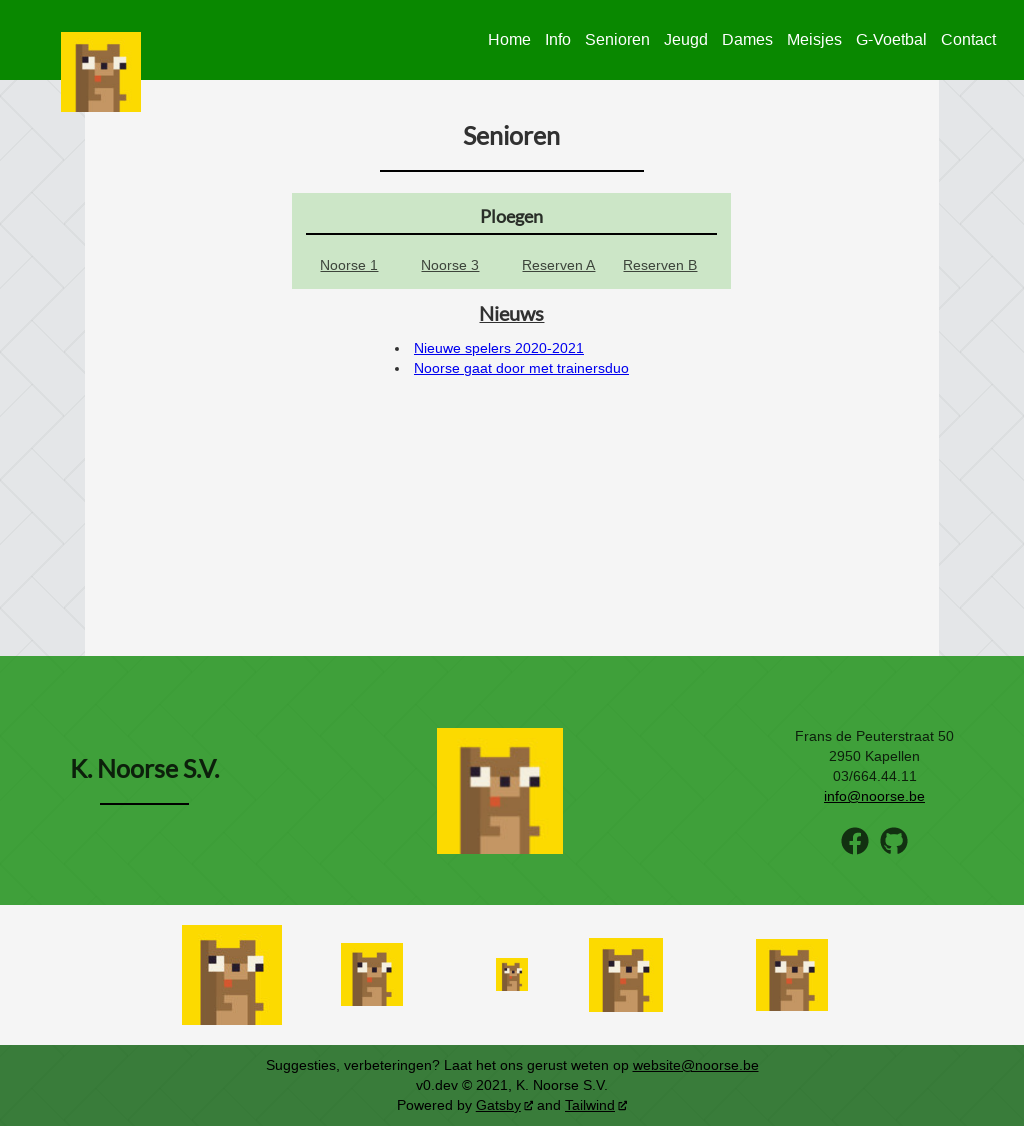 Home Info Senioren Jeugd Dames Meisjes G-Voetbal Contact
Senioren
Ploegen
Noorse 1 Noorse 3 Reserven A Reserven B
Nieuws
Nieuwe spelers 2020-2021
Noorse gaat door met trainersduo
K. Noorse S.V.
Frans de Peuterstraat 50
2950 Kapellen
03/664.44.11
info@noorse.be
Suggesties, verbeteringen? Laat het ons gerust weten op website@noorse.be
v0.dev © 2021, K. Noorse S.V.
Powered by Gatsby and Tailwind